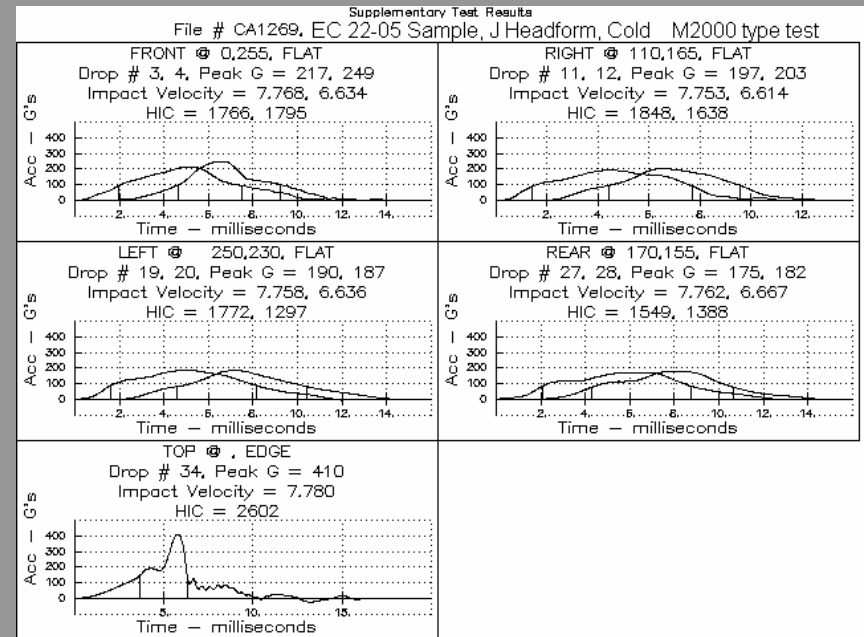 Supplementary Test Results
File # CA1269. EC 22-05 Sample, J Headform, Cold M2000 type test
FRONT @ 0,255, FLAT
Drop # 3, 4, Peak G = 217, 249
Impact Velocity = 7.768, 6.634
HIC = 1766, 1795
Acc – G's
400
300
200
100
0
2. 4. 6. 8. 10. 12. 14.
Time – milliseconds
RIGHT @ 110,165, FLAT
Drop # 11, 12, Peak G = 197, 203
Impact Velocity = 7.753, 6.614
HIC = 1848, 1638
Acc – G's
400
300
200
100
0
2. 4. 6. 8. 10. 12.
Time – milliseconds
LEFT @ 250,230, FLAT
Drop # 19, 20, Peak G = 190, 187
Impact Velocity = 7.758, 6.636
HIC = 1772, 1297
Acc – G's
400
300
200
100
0
2. 4. 6. 8. 10. 12. 14.
Time – milliseconds
REAR @ 170,155, FLAT
Drop # 27, 28, Peak G = 175, 182
Impact Velocity = 7.762, 6.667
HIC = 1549, 1388
Acc – G's
400
300
200
100
0
2. 4. 6. 8. 10. 12. 14.
Time – milliseconds
TOP @ , EDGE
Drop # 34, Peak G = 410
Impact Velocity = 7.780
HIC = 2602
Acc – G's
400
300
200
100
0
5. 10. 15.
Time – milliseconds